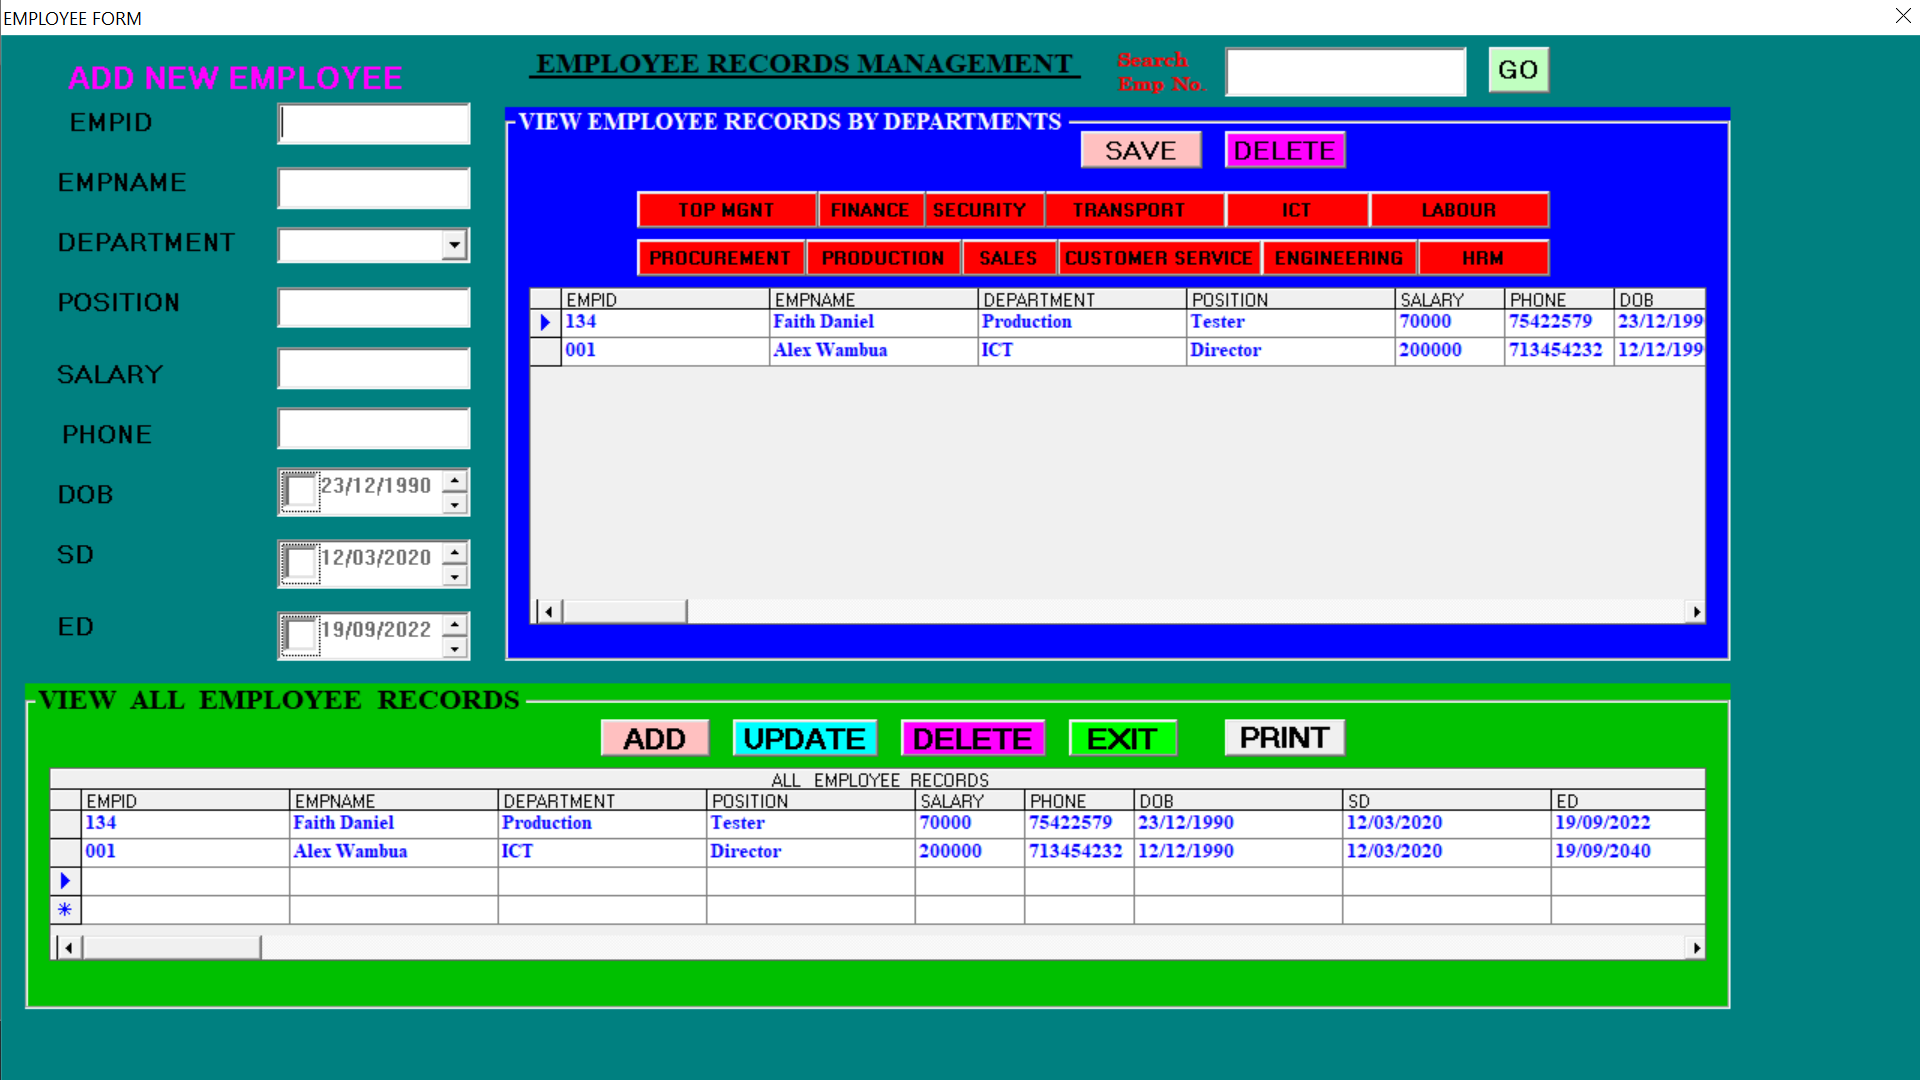 EMPLOYEE FORM
ADD NEW EMPLOYEE
EMPLOYEE RECORDS MANAGEMENT
Search
Emp No.
GO
EMPID
EMPNAME
DEPARTMENT
POSITION
SALARY
PHONE
DOB 23/12/1990
SD 12/03/2020
ED 19/09/2022
VIEW EMPLOYEE RECORDS BY DEPARTMENTS
SAVE DELETE
TOP MGNT FINANCE SECURITY TRANSPORT ICT LABOUR
PROCUREMENT PRODUCTION SALES CUSTOMER SERVICE ENGINEERING HRM
EMPID EMPNAME DEPARTMENT POSITION SALARY PHONE DOB
134 Faith Daniel Production Tester 70000 75422579 23/12/199
001 Alex Wambua ICT Director 200000 713454232 12/12/199
VIEW ALL EMPLOYEE RECORDS
ADD UPDATE DELETE EXIT PRINT
ALL EMPLOYEE RECORDS
EMPID EMPNAME DEPARTMENT POSITION SALARY PHONE DOB SD ED
134 Faith Daniel Production Tester 70000 75422579 23/12/1990 12/03/2020 19/09/2022
001 Alex Wambua ICT Director 200000 713454232 12/12/1990 12/03/2020 19/09/2040